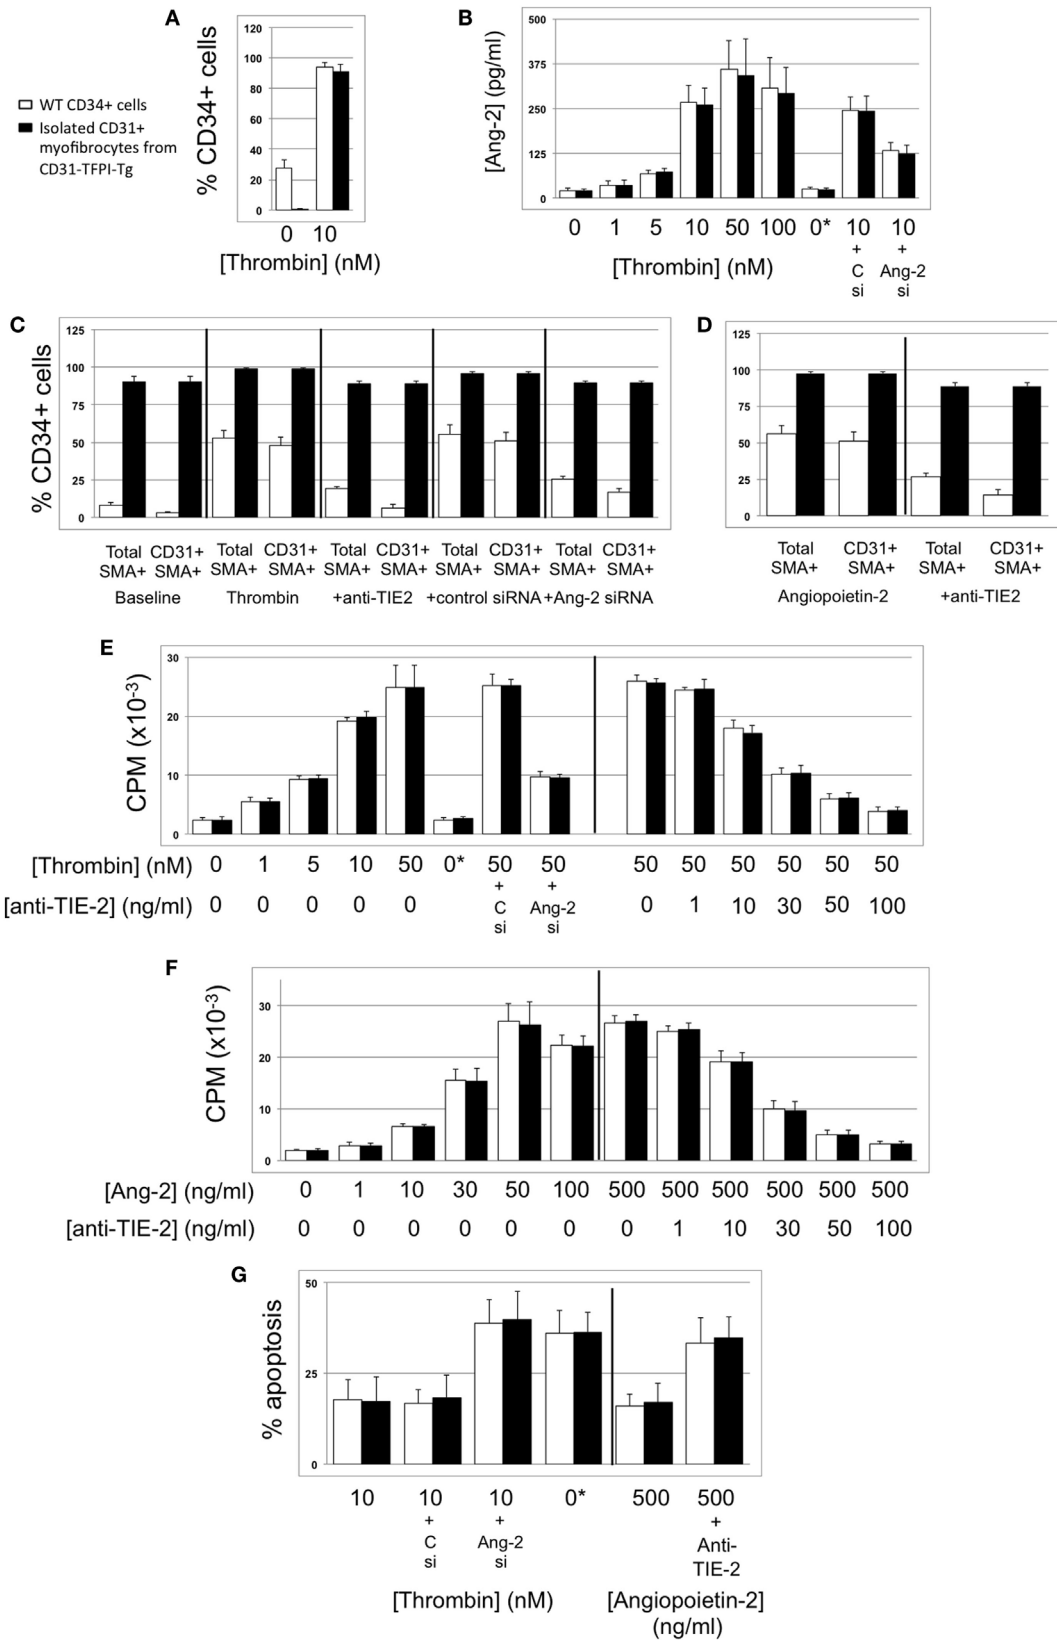 A
B
% CD34+ cells
120
100
80
60
40
20
0
0 10
[Thrombin] (nM)
WT CD34+ cells
Isolated CD31+
myofibrocytes from
CD31-TFPI-Tg
[Ang-2] (pg/ml)
500
375
250
125
0
0 1 5 10 50 100 0* 10 10
+ +
C Ang-2
si si
[Thrombin] (nM)
C
% CD34+ cells
125
100
75
50
25
0
Total CD31+ Total CD31+ Total CD31+ Total CD31+ Total CD31+
SMA+ SMA+ SMA+ SMA+ SMA+ SMA+ SMA+ SMA+ SMA+ SMA+
Baseline Thrombin +anti-TIE2 +control siRNA +Ang-2 siRNA
D
125
100
75
50
25
0
Total CD31+ Total CD31+
SMA+ SMA+ SMA+ SMA+
Angiopoietin-2 +anti-TIE2
E
CPM (x10-3)
30
20
10
0
[Thrombin] (nM) 0 1 5 10 50 0* 50 50 50 50 50 50 50 50
+ +
[anti-TIE-2] (ng/ml) 0 0 0 0 0 C Ang-2 0 1 10 30 50 100
si si
F
CPM (x10-3)
30
20
10
0
[Ang-2] (ng/ml) 0 1 10 30 50 100 500 500 500 500 500 500
[anti-TIE-2] (ng/ml) 0 0 0 0 0 0 0 1 10 30 50 100
G
% apoptosis
50
25
0
10 10 10 0* 500 500
+ + +
C Ang-2 Anti-
si si TIE-2
[Thrombin] (nM) [Angiopoietin-2]
(ng/ml)